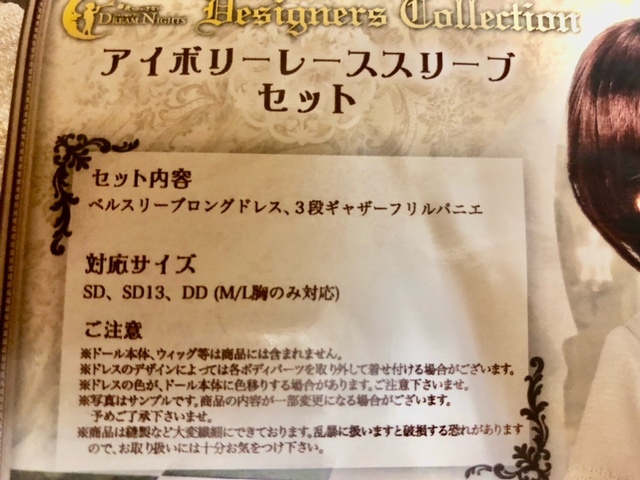 DREAM NIGHTS
Designers Collection
アイボリーレーススリーブ
セット
セット内容
ベルスリーブロングドレス、３段ギャザーフリルパニエ
対応サイズ
SD、SD13、DD (M/L胸のみ対応)
ご注意
※ドール本体、ウィッグ等は商品には含まれません。
※ドレスのデザインによっては各ボディパーツを取り外して着せ付ける場合がございます。
※ドレスの色が、ドール本体に色移りする場合があります。ご注意下さいませ。
※写真はサンプルです。商品の内容が一部変更になる場合がございます。
予めご了承下さいませ。
※商品は縫製など大変繊細にできております。乱暴に扱いますと破損する恐れがあります
ので、お取り扱いには十分お気をつけ下さい。